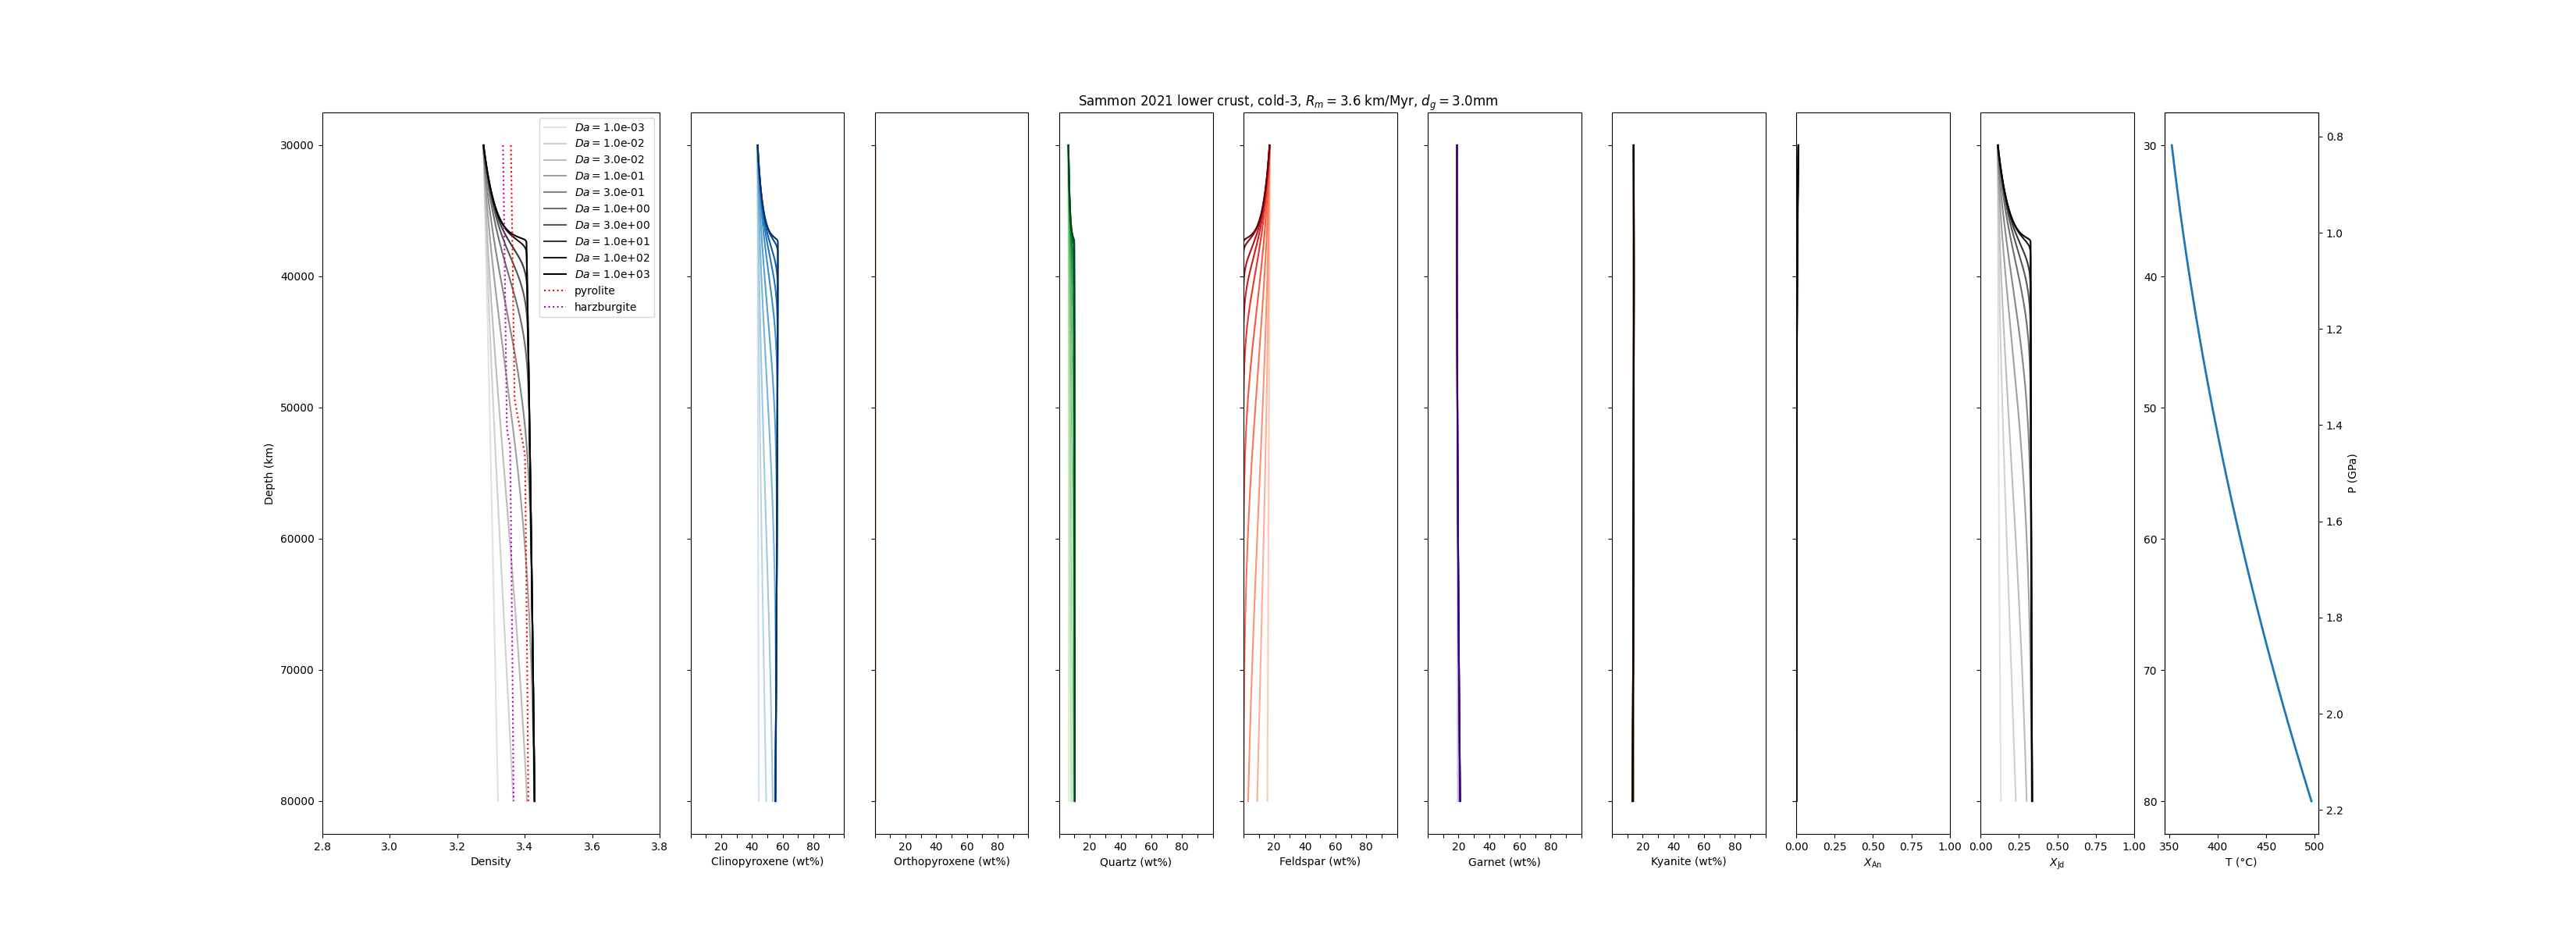 Sammon 2021 lower crust, cold-3, R_m = 3.6 km/Myr, d_g = 3.0mm
Da = 1.0e-03
Da = 1.0e-02
Da = 3.0e-02
Da = 1.0e-01
Da = 3.0e-01
Da = 1.0e+00
Da = 3.0e+00
Da = 1.0e+01
Da = 1.0e+02
Da = 1.0e+03
pyrolite
harzburgite
Depth (km)
30000
40000
50000
60000
70000
80000
2.8 3.0 3.2 3.4 3.6 3.8
Density
20 40 60 80
Clinopyroxene (wt%)
20 40 60 80
Orthopyroxene (wt%)
20 40 60 80
Quartz (wt%)
20 40 60 80
Feldspar (wt%)
20 40 60 80
Garnet (wt%)
20 40 60 80
Kyanite (wt%)
0.00 0.25 0.50 0.75 1.00
X_An
0.00 0.25 0.50 0.75 1.00
X_Jd
30
40
50
60
70
80
350 400 450 500
T (°C)
0.8
1.0
1.2
1.4
1.6
1.8
2.0
2.2
P (GPa)